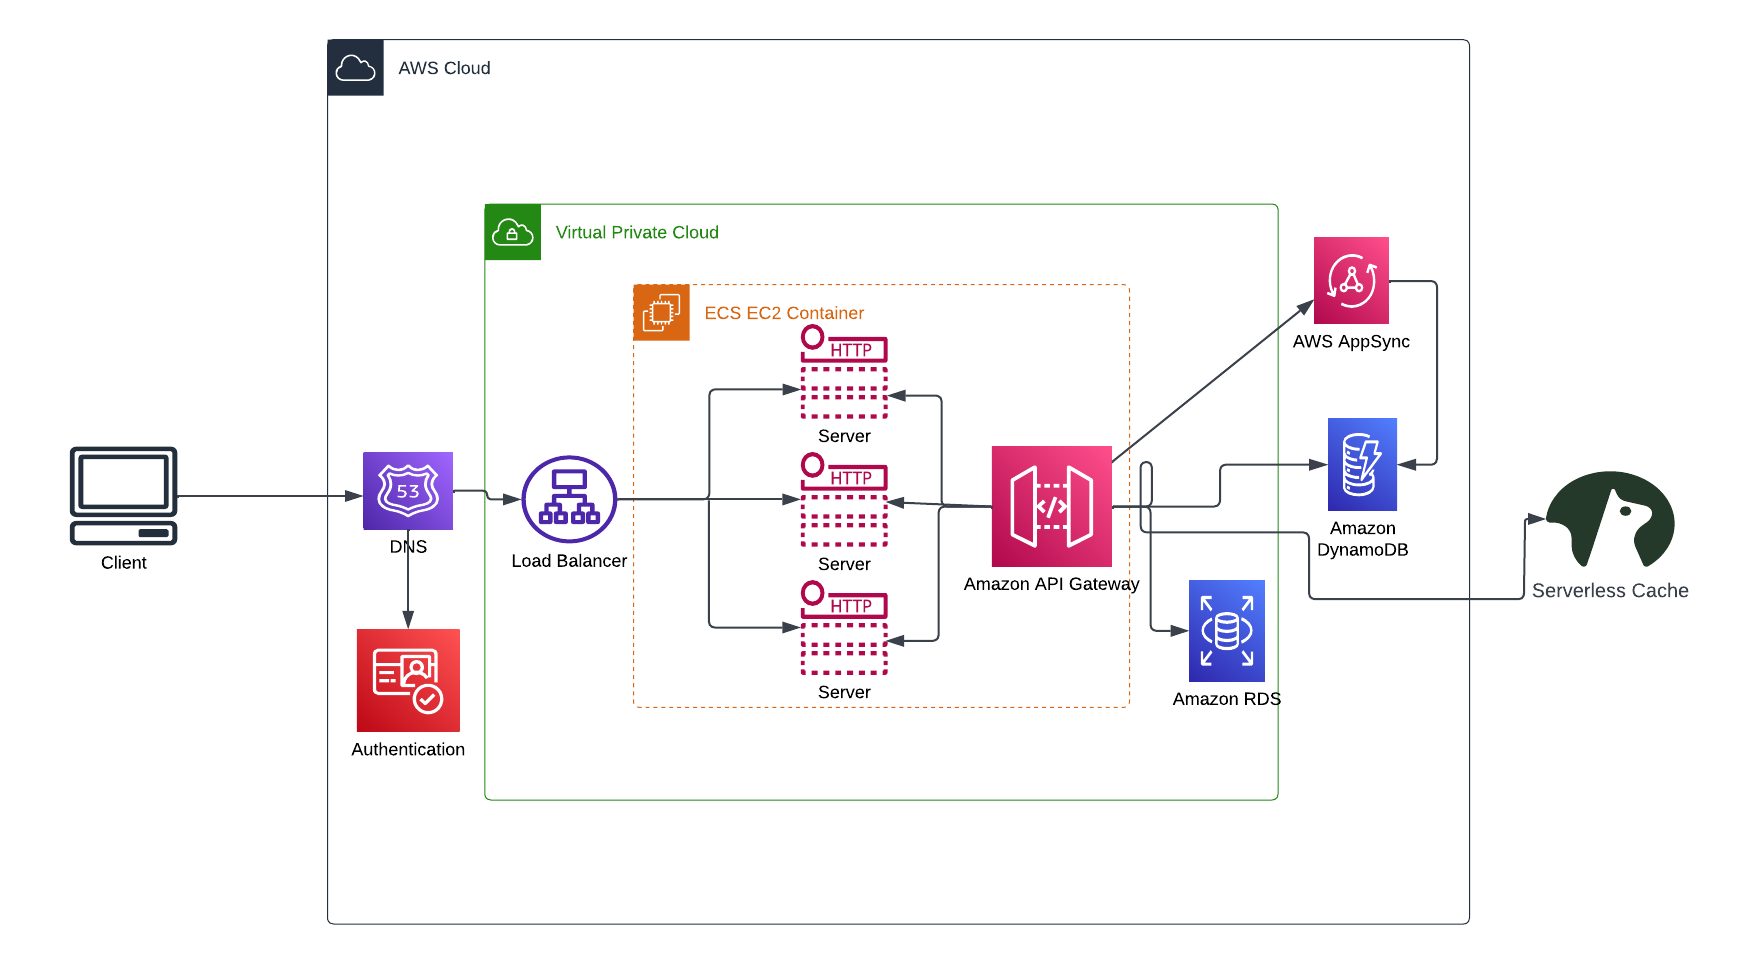 AWS Cloud
Virtual Private Cloud
ECS EC2 Container
HTTP
Server
HTTP
Server
HTTP
Server
Client
53
DNS
Authentication
Load Balancer
Amazon API Gateway
AWS AppSync
Amazon
DynamoDB
Amazon RDS
Serverless Cache